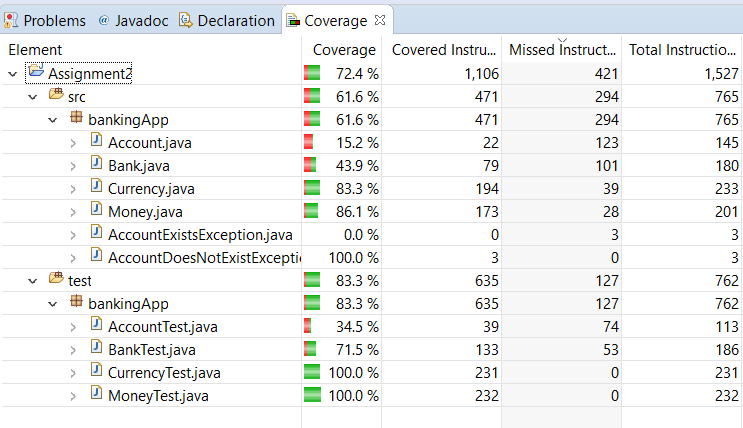 Problems @ Javadoc Declaration Coverage
Element Coverage Covered Instru... Missed Instruct... Total Instructio...
Assignment2 72.4 % 1,106 421 1,527
src 61.6 % 471 294 765
bankingApp 61.6 % 471 294 765
Account.java 15.2 % 22 123 145
Bank.java 43.9 % 79 101 180
Currency.java 83.3 % 194 39 233
Money.java 86.1 % 173 28 201
AccountExistsException.java 0.0 % 0 3 3
AccountDoesNotExistExcepti 100.0 % 3 0 3
test 83.3 % 635 127 762
bankingApp 83.3 % 635 127 762
AccountTest.java 34.5 % 39 74 113
BankTest.java 71.5 % 133 53 186
CurrencyTest.java 100.0 % 231 0 231
MoneyTest.java 100.0 % 232 0 232